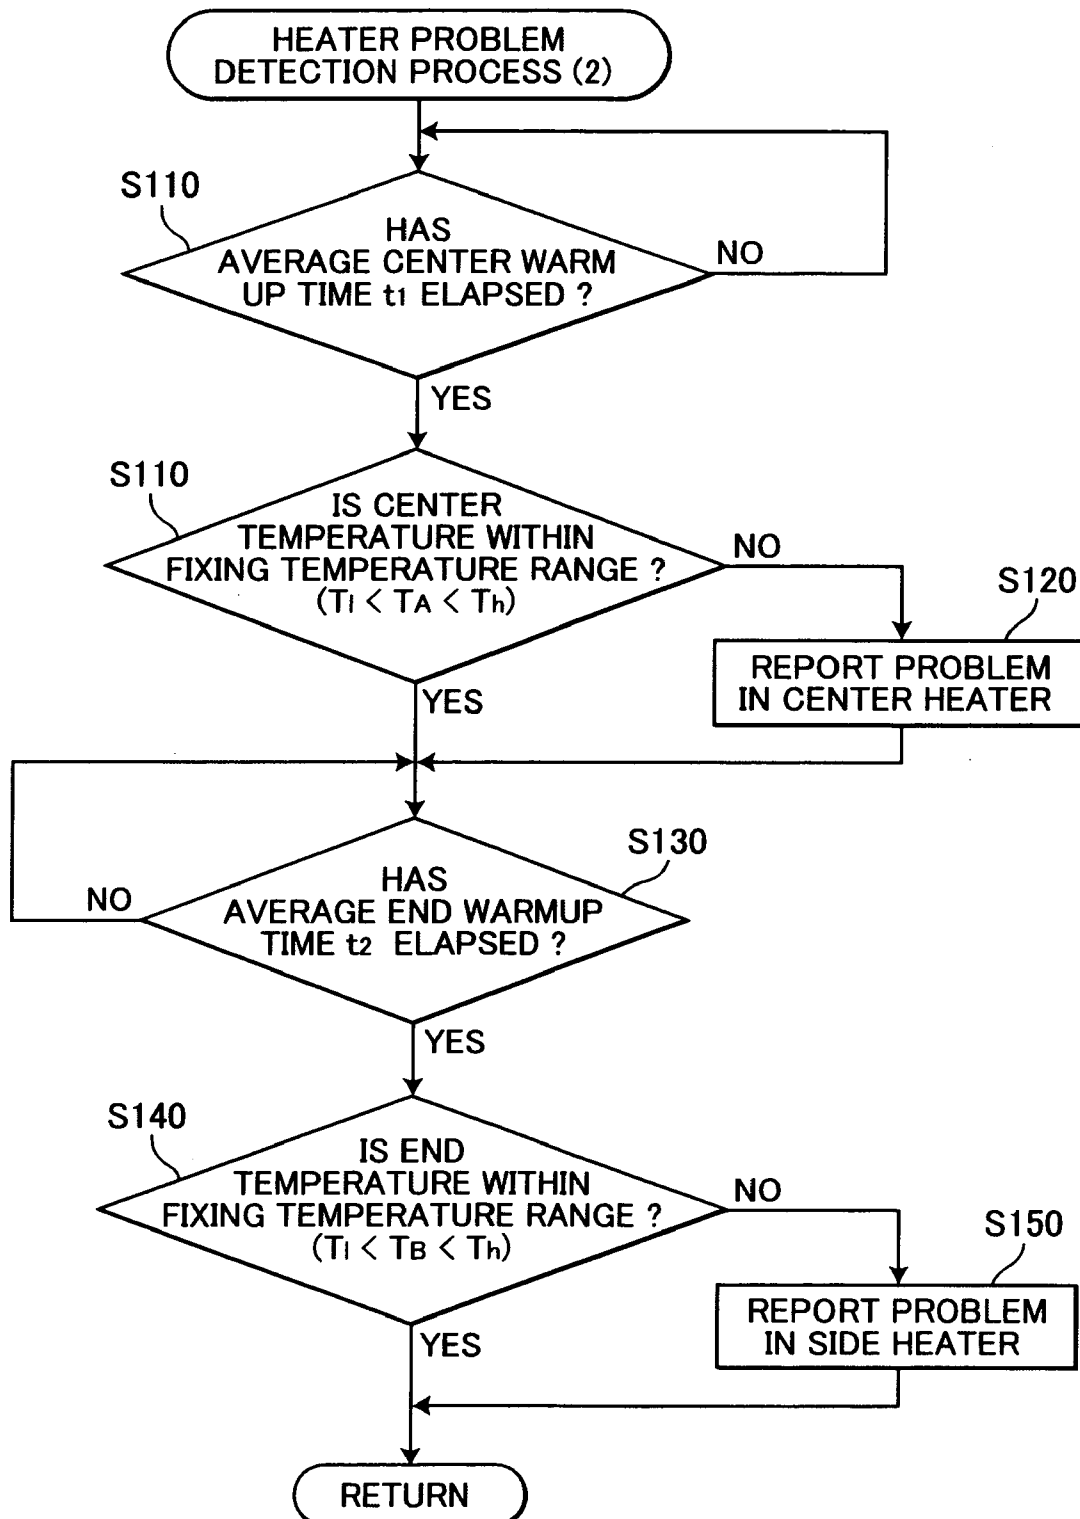 HEATER PROBLEM
DETECTION PROCESS (2)
S110
HAS
AVERAGE CENTER WARM
UP TIME t1 ELAPSED ?
NO
YES
S110
IS CENTER
TEMPERATURE WITHIN
FIXING TEMPERATURE RANGE ?
(Tl < TA < Th)
NO
YES
S120
REPORT PROBLEM
IN CENTER HEATER
S130
HAS
AVERAGE END WARMUP
TIME t2 ELAPSED ?
NO
YES
S140
IS END
TEMPERATURE WITHIN
FIXING TEMPERATURE RANGE ?
(Tl < TB < Th)
NO
YES
S150
REPORT PROBLEM
IN SIDE HEATER
RETURN